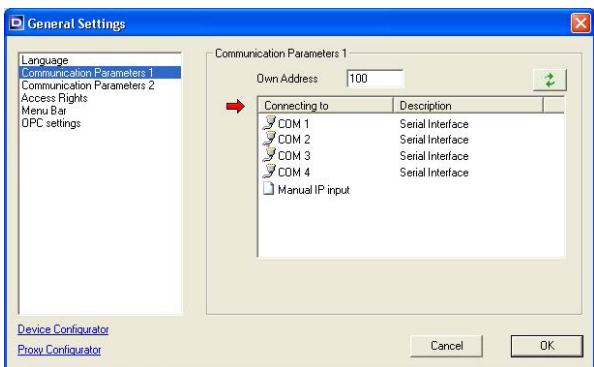 General Settings
Language
Communication Parameters 1
Communication Parameters 2
Access Rights
Menu Bar
OPC settings
Communication Parameters 1
Own Address 100
Connecting to Description
COM 1 Serial Interface
COM 2 Serial Interface
COM 3 Serial Interface
COM 4 Serial Interface
Manual IP input
Device Configurator
Proxy Configurator
Cancel OK